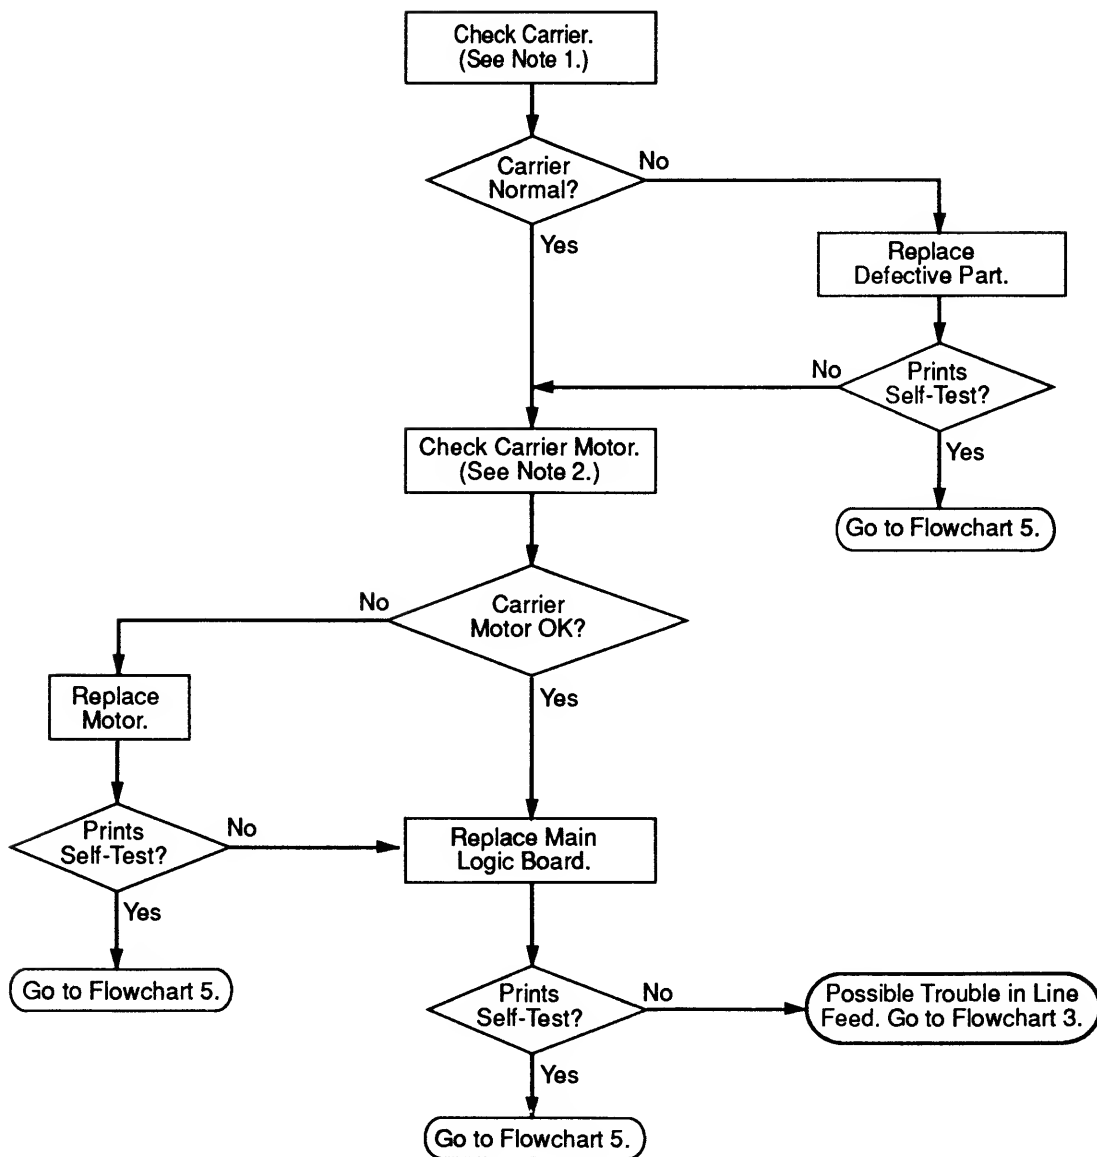 Check Carrier.
(See Note 1.)
Carrier
Normal?
No
Yes
Replace
Defective Part.
Prints
Self-Test?
No
Yes
Go to Flowchart 5.
Check Carrier Motor.
(See Note 2.)
Carrier
Motor OK?
No
Yes
Replace
Motor.
Prints
Self-Test?
No
Yes
Go to Flowchart 5.
Replace Main
Logic Board.
Prints
Self-Test?
No
Possible Trouble in Line
Feed. Go to Flowchart 3.
Yes
Go to Flowchart 5.